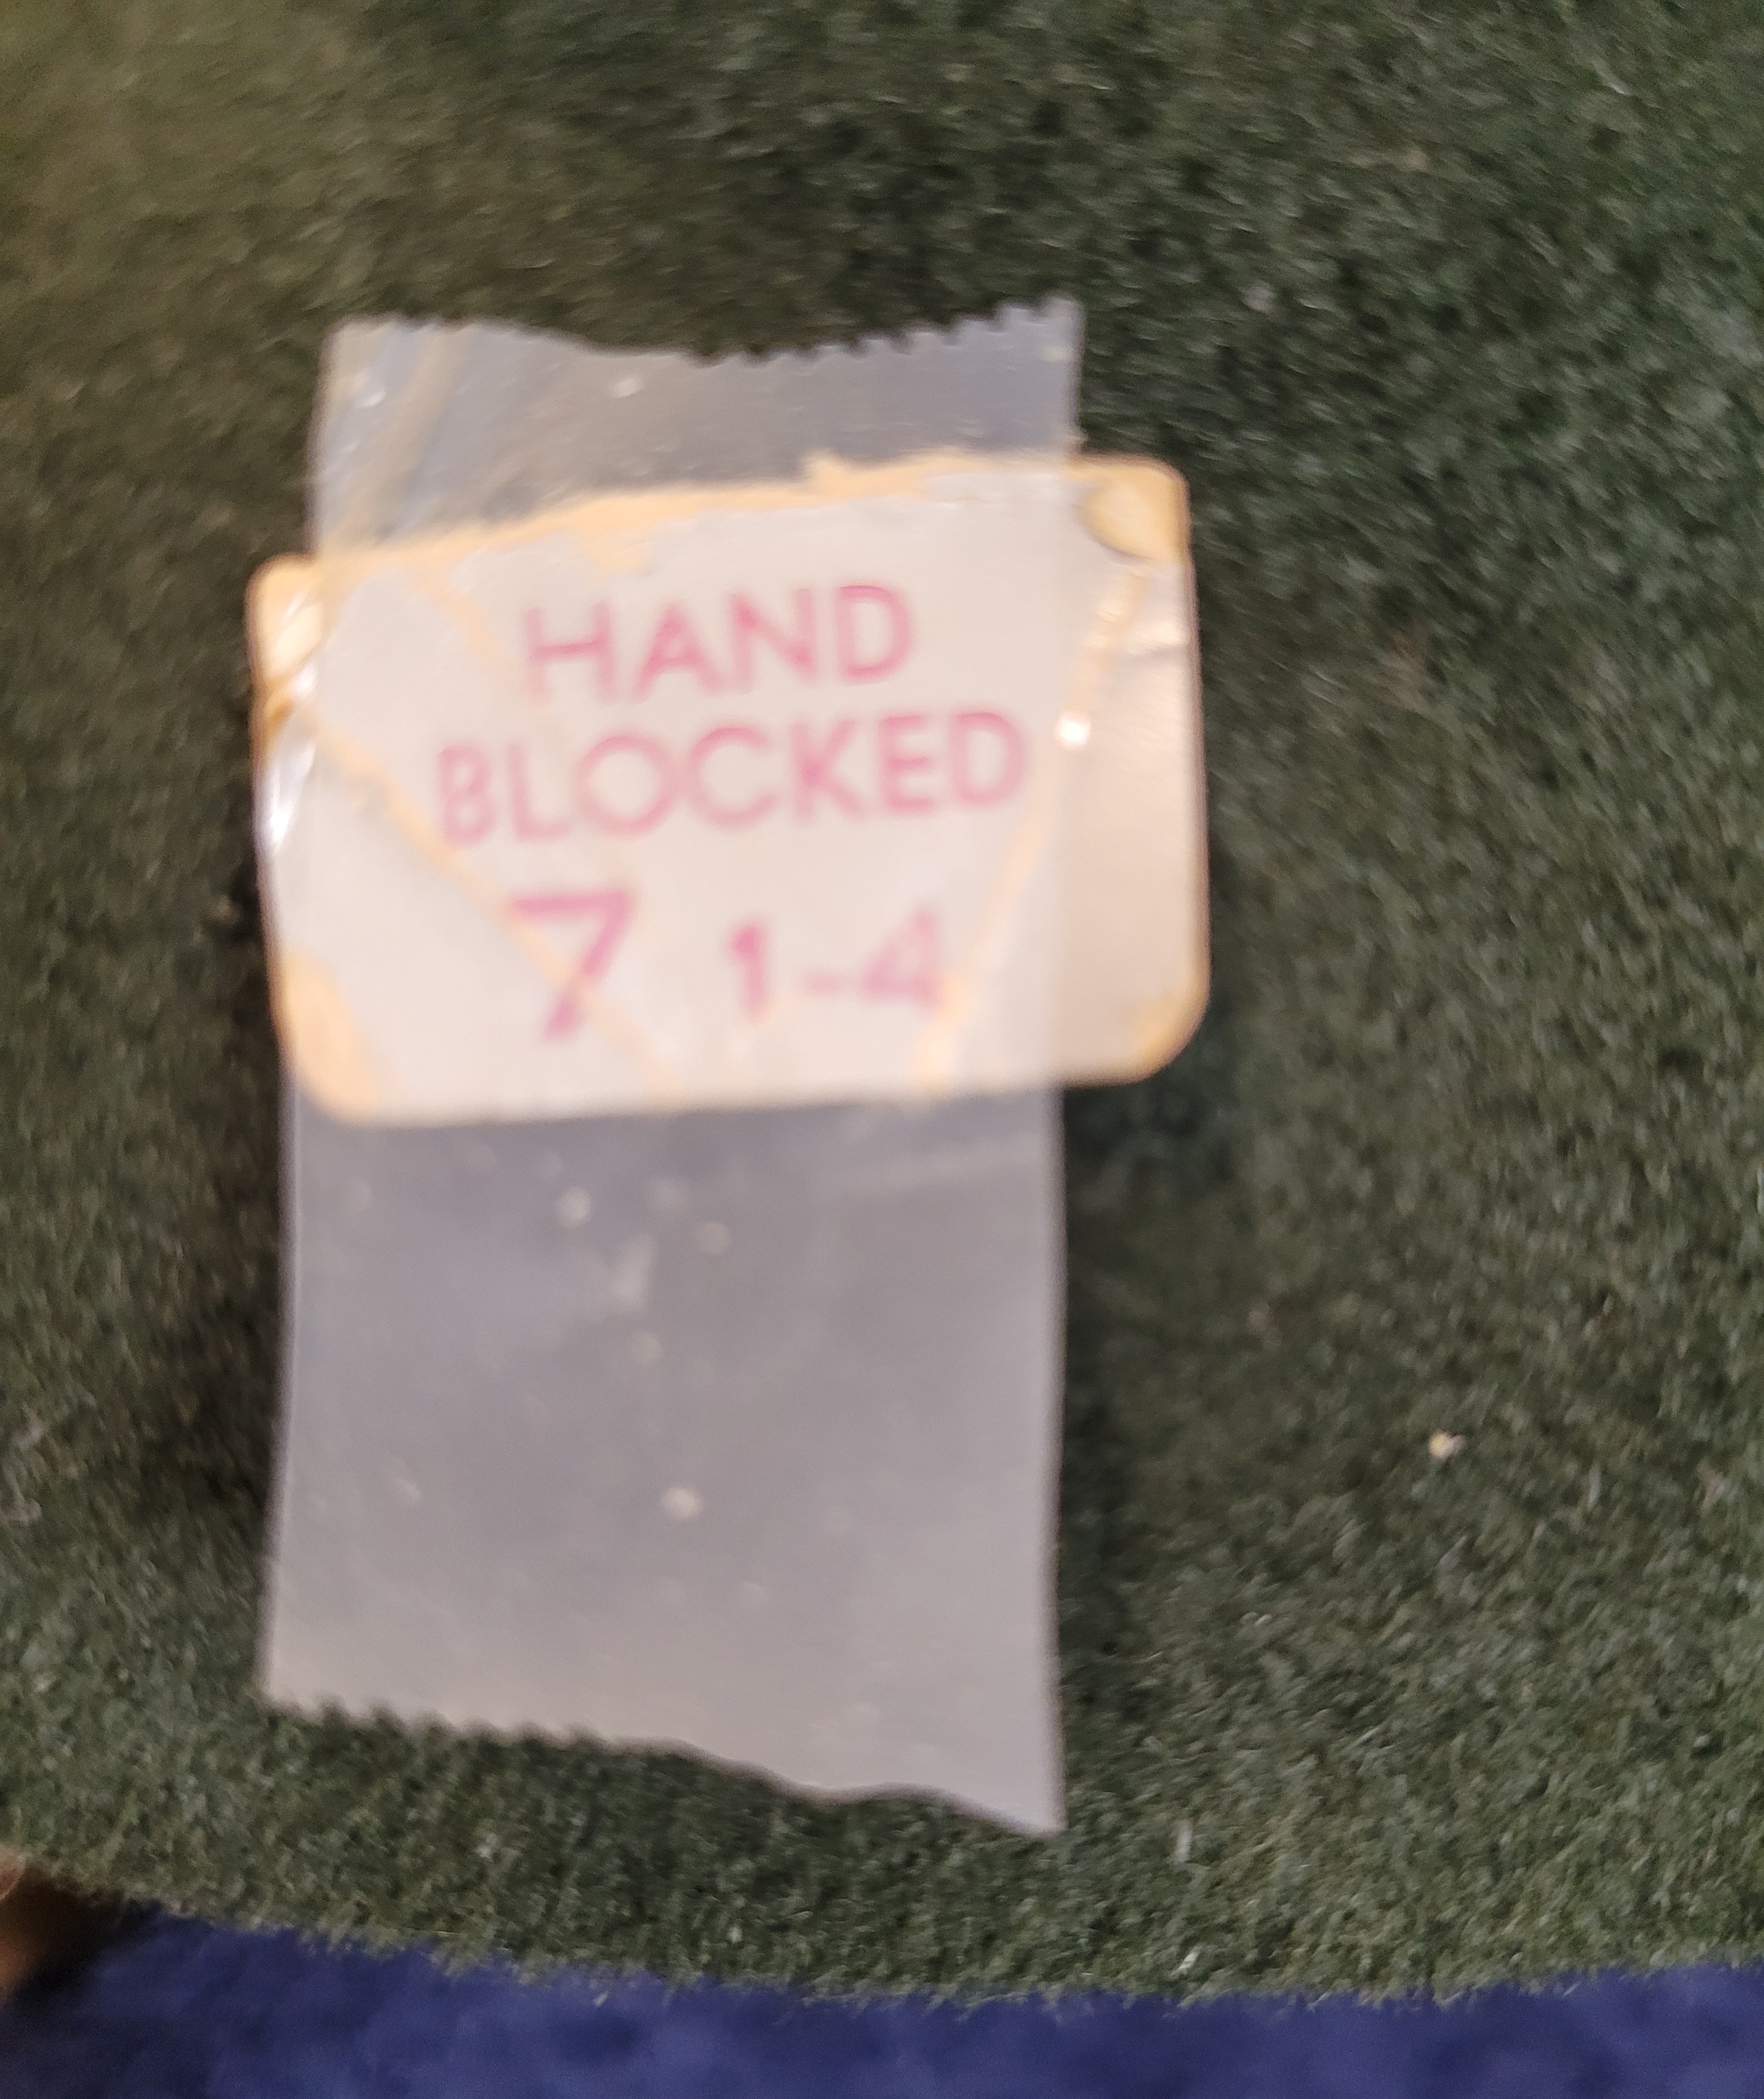 HAND
BLOCKED
7 1-4